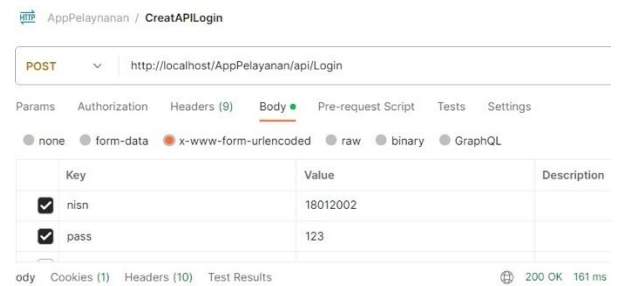 HTTP AppPelaynanan / CreatAPILogin
POST http://localhost/AppPelayanan/api/Login
Params Authorization Headers (9) Body Pre-request Script Tests Settings
none form-data x-www-form-urlencoded raw binary GraphQL
Key Value Description
nisn 18012002
pass 123
ody Cookies (1) Headers (10) Test Results 200 OK 161 ms